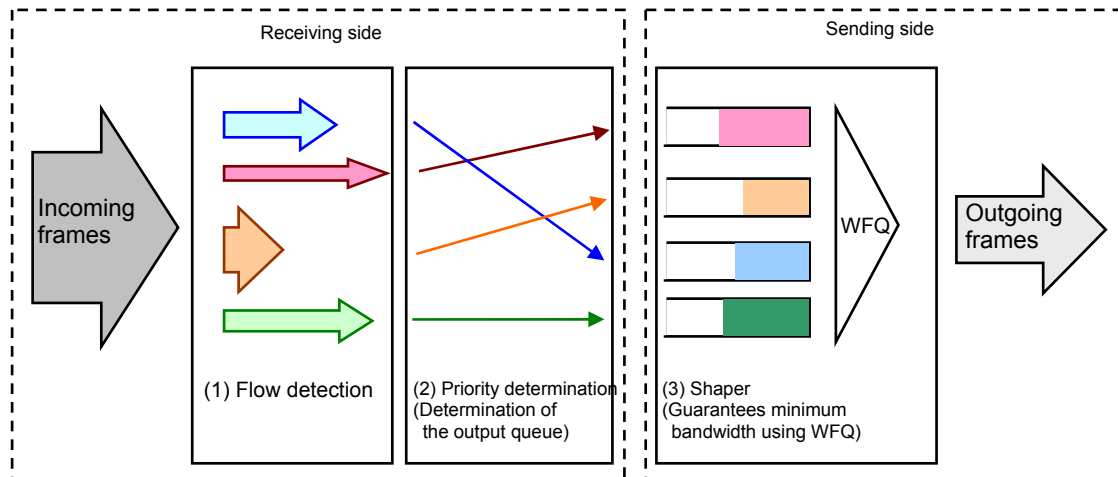 Receiving side
Sending side
Incoming
frames
WFQ
Outgoing
frames
(1) Flow detection
(2) Priority determination
(Determination of
the output queue)
(3) Shaper
(Guarantees minimum
bandwidth using WFQ)